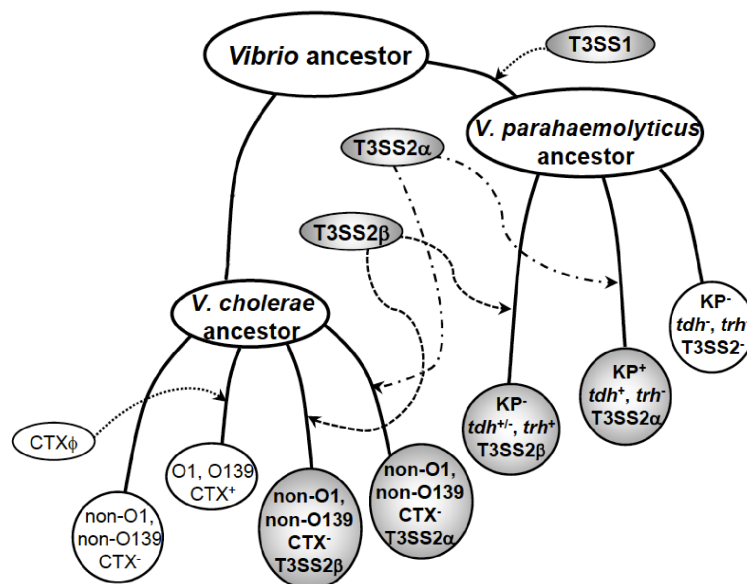 Vibrio ancestor
T3SS1
V. parahaemolyticus
ancestor
T3SS2α
T3SS2β
V. cholerae
ancestor
KP⁻
tdh⁻, trh⁻
T3SS2⁻
KP⁺
tdh⁺, trh⁻
T3SS2α
KP⁻
tdh⁺/⁻, trh⁺
T3SS2β
CTXϕ
O1, O139
CTX⁺
non-O1,
non-O139
CTX⁻
T3SS2α
non-O1,
non-O139
CTX⁻
T3SS2β
non-O1,
non-O139
CTX⁻